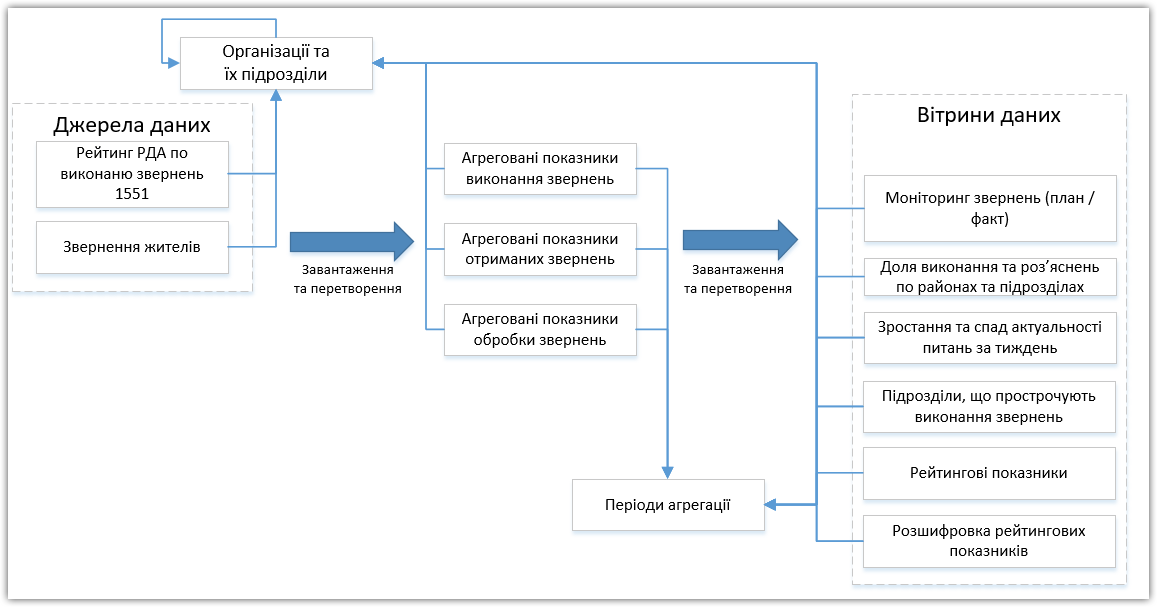 Організації та
їх підрозділи
Джерела даних
Рейтинг РДА по
виконаню звернень
1551
Звернення жителів
Завантаження
та перетворення
Агреговані показники
виконання звернень
Агреговані показники
отриманих звернень
Агреговані показники
обробки звернень
Завантаження
та перетворення
Періоди агрегації
Вітрини даних
Моніторинг звернень (план /
факт)
Доля виконання та роз’яснень
по районах та підрозділах
Зростання та спад актуальності
питань за тиждень
Підрозділи, що прострочують
виконання звернень
Рейтингові показники
Розшифровка рейтингових
показників